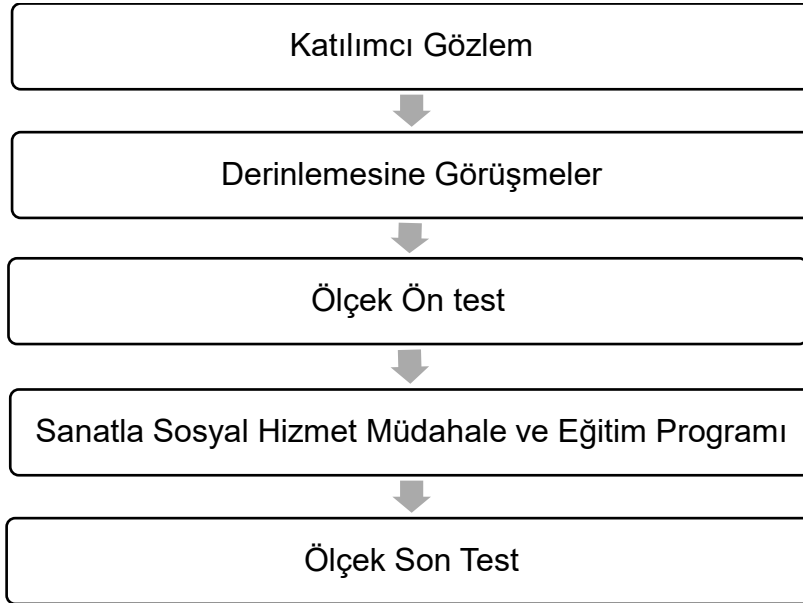 Katılımcı Gözlem
Derinlemesine Görüşmeler
Ölçek Ön test
Sanatla Sosyal Hizmet Müdahale ve Eğitim Programı
Ölçek Son Test